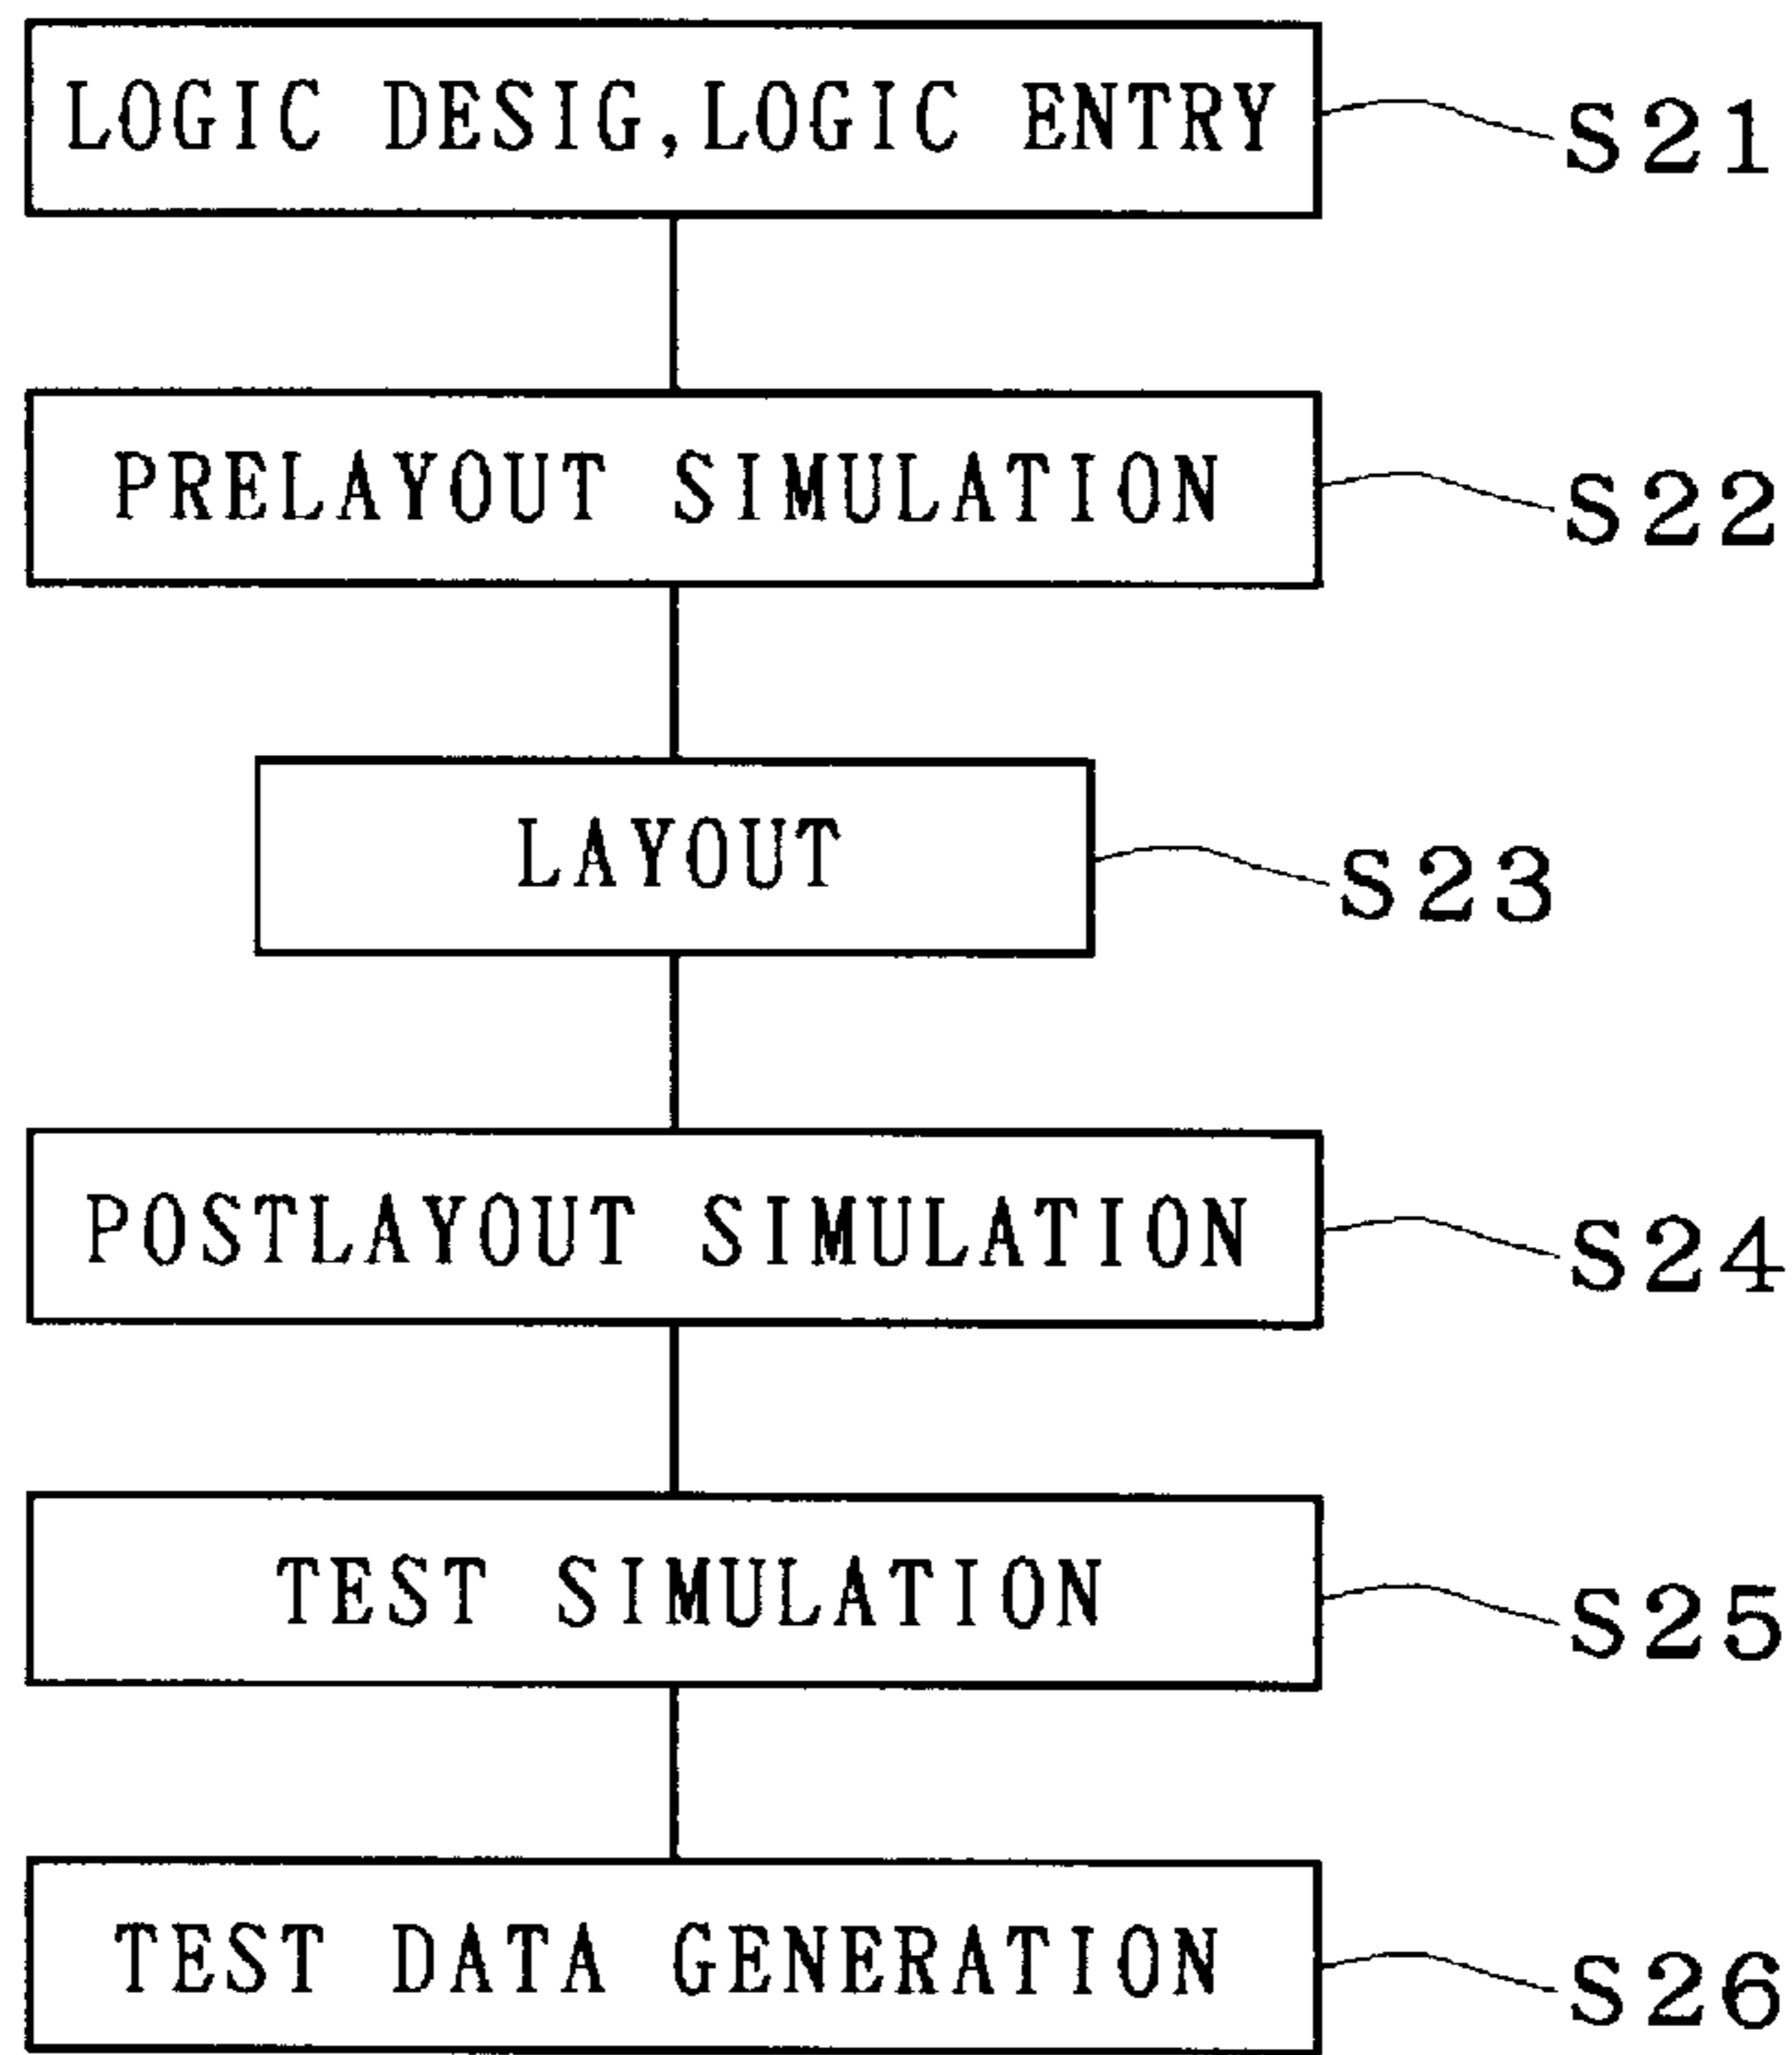 LOGIC DESIG,LOGIC ENTRY
S21
PRELAYOUT SIMULATION
S22
LAYOUT
S23
POSTLAYOUT SIMULATION
S24
TEST SIMULATION
S25
TEST DATA GENERATION
S26